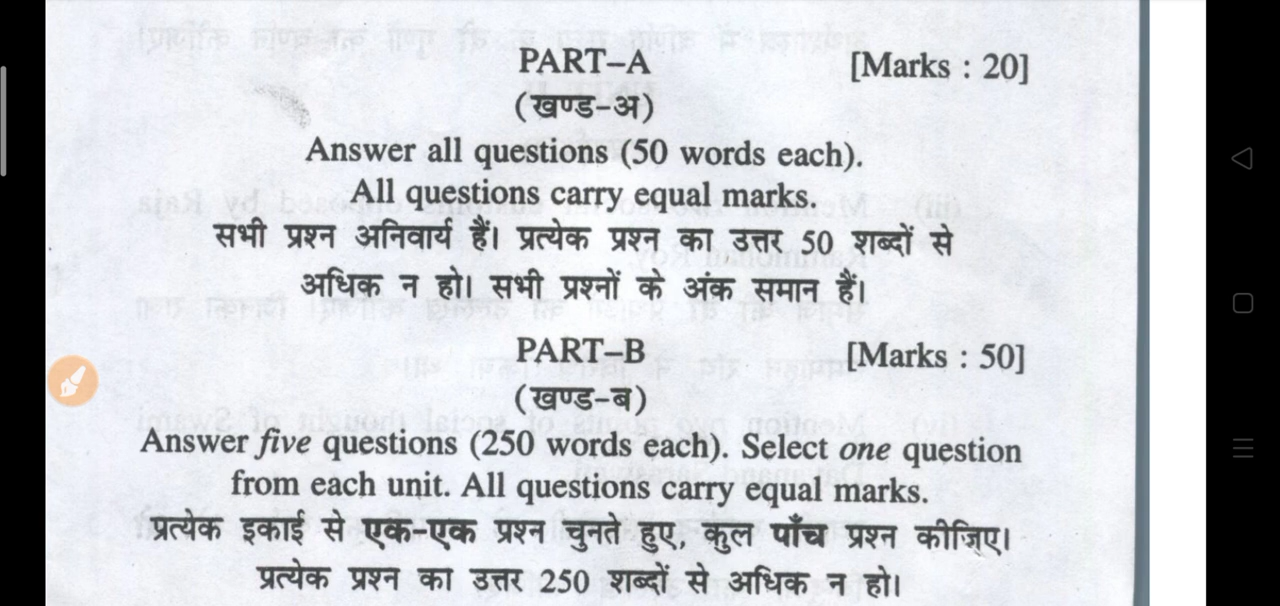 PART–A [Marks : 20]
(खण्ड-अ)
Answer all questions (50 words each).
All questions carry equal marks.
सभी प्रश्न अनिवार्य हैं। प्रत्येक प्रश्न का उत्तर 50 शब्दों से
अधिक न हो। सभी प्रश्नों के अंक समान हैं।
PART–B [Marks : 50]
(खण्ड-ब)
Answer five questions (250 words each). Select one question
from each unit. All questions carry equal marks.
प्रत्येक इकाई से एक-एक प्रश्न चुनते हुए, कुल पाँच प्रश्न कीजिए।
प्रत्येक प्रश्न का उत्तर 250 शब्दों से अधिक न हो।